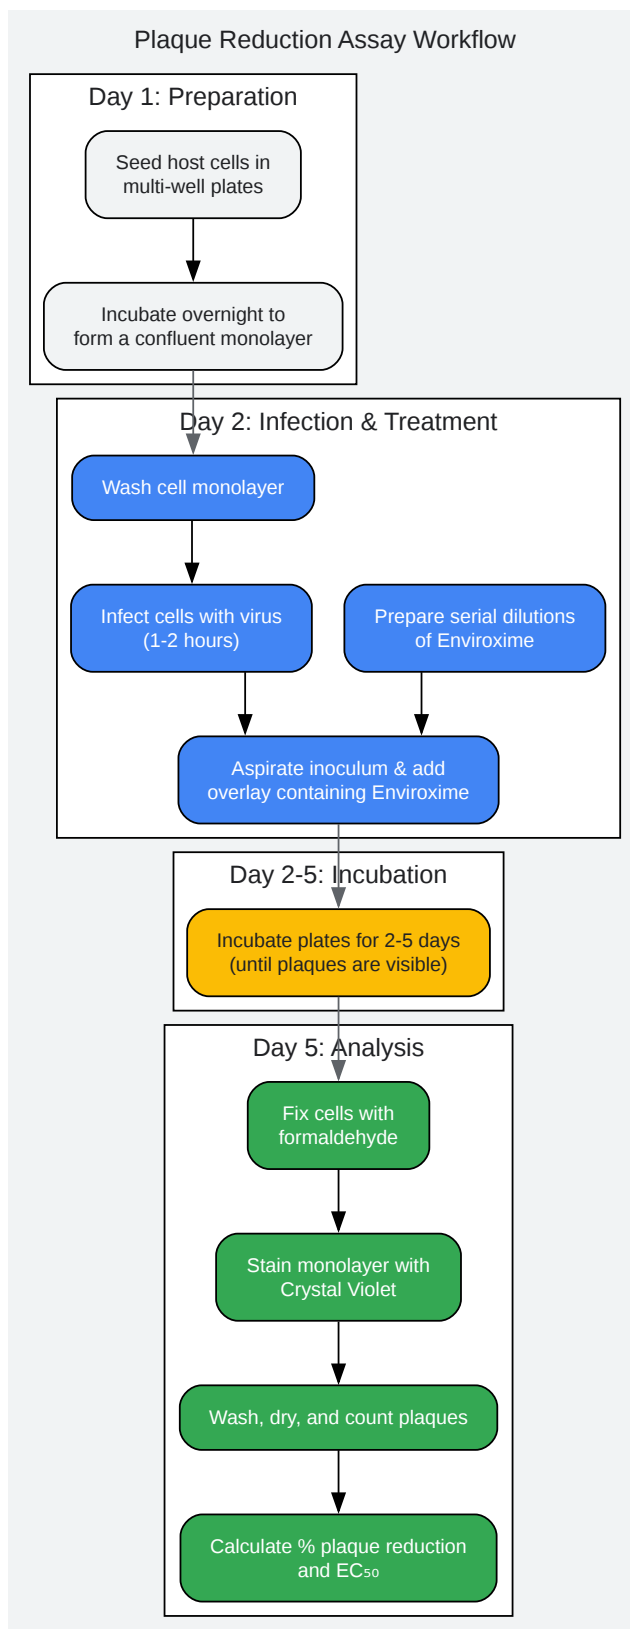 Plaque Reduction Assay Workflow
Day 1: Preparation
Seed host cells in
multi-well plates
Incubate overnight to
form a confluent monolayer
Day 2: Infection & Treatment
Wash cell monolayer
Infect cells with virus
(1-2 hours)
Prepare serial dilutions
of Enviroxime
Aspirate inoculum & add
overlay containing Enviroxime
Day 2-5: Incubation
Incubate plates for 2-5 days
(until plaques are visible)
Day 5: Analysis
Fix cells with
formaldehyde
Stain monolayer with
Crystal Violet
Wash, dry, and count plaques
Calculate % plaque reduction
and EC₅₀